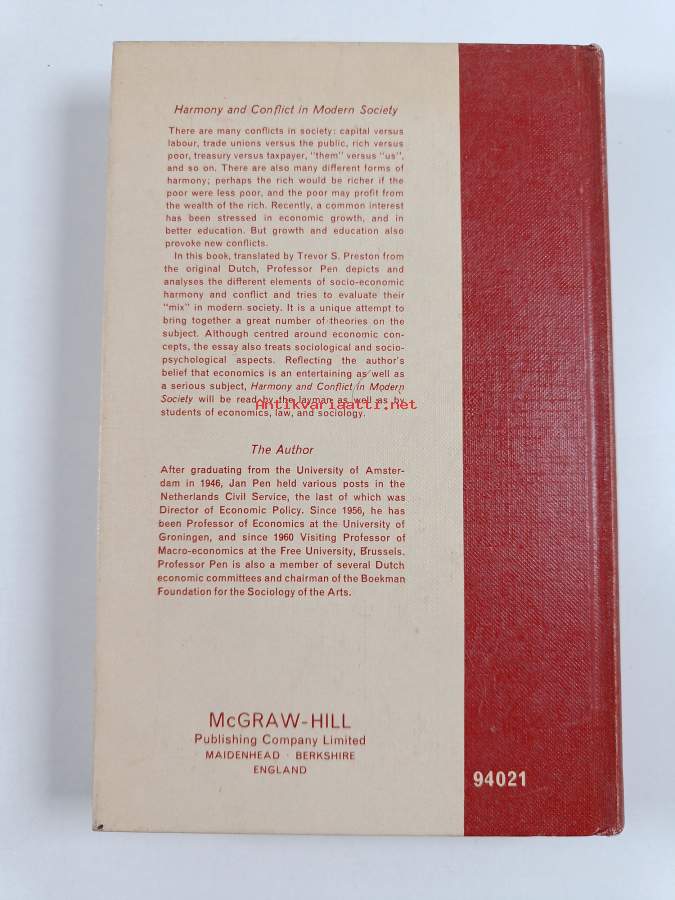 Harmony and Conflict in Modern Society
There are many conflicts in society: capital versus
labour, trade unions versus the public, rich versus
poor, treasury versus taxpayer, "them" versus "us",
and so on. There are also many different forms of
harmony; perhaps the rich would be richer if the
poor were less poor, and the poor may profit from
the wealth of the rich. Recently, a common interest
has been stressed in economic growth, and in
better education. But growth and education also
provoke new conflicts.
In this book, translated by Trevor S. Preston from
the original Dutch, Professor Pen depicts and
analyses the different elements of socio-economic
harmony and conflict and tries to evaluate their
"mix" in modern society. It is a unique attempt to
bring together a great number of theories on the
subject. Although centred around economic con-
cepts, the essay also treats sociological and socio-
psychological aspects. Reflecting the author's
belief that economics is an entertaining as well as
a serious subject, Harmony and Conflict in Modern
Society will be read by the layman as well as by
Antikvariaatti.net
students of economics, law, and sociology.
The Author
After graduating from the University of Amster-
dam in 1946, Jan Pen held various posts in the
Netherlands Civil Service, the last of which was
Director of Economic Policy. Since 1956, he has
been Professor of Economics at the University of
Groningen, and since 1960 Visiting Professor of
Macro-economics at the Free University, Brussels.
Professor Pen is also a member of several Dutch
economic committees and chairman of the Boekman
Foundation for the Sociology of the Arts.
McGRAW-HILL
Publishing Company Limited
MAIDENHEAD · BERKSHIRE
ENGLAND
94021